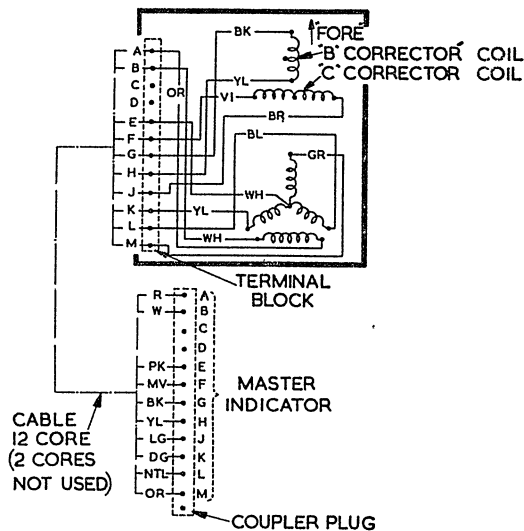 FORE
"B" CORRECTOR COIL
"C" CORRECTOR COIL
BK
A
B
C
D
E
F
G
H
J
K
L
M
OR
YL
VI
BR
BL
GR
WH
YL
WH
TERMINAL
BLOCK
R A
W B
C
D
PK E
MV F
BK G
YL H
LG J
DG K
NTL L
OR M
MASTER
INDICATOR
CABLE
12 CORE
(2 CORES
NOT USED)
COUPLER PLUG